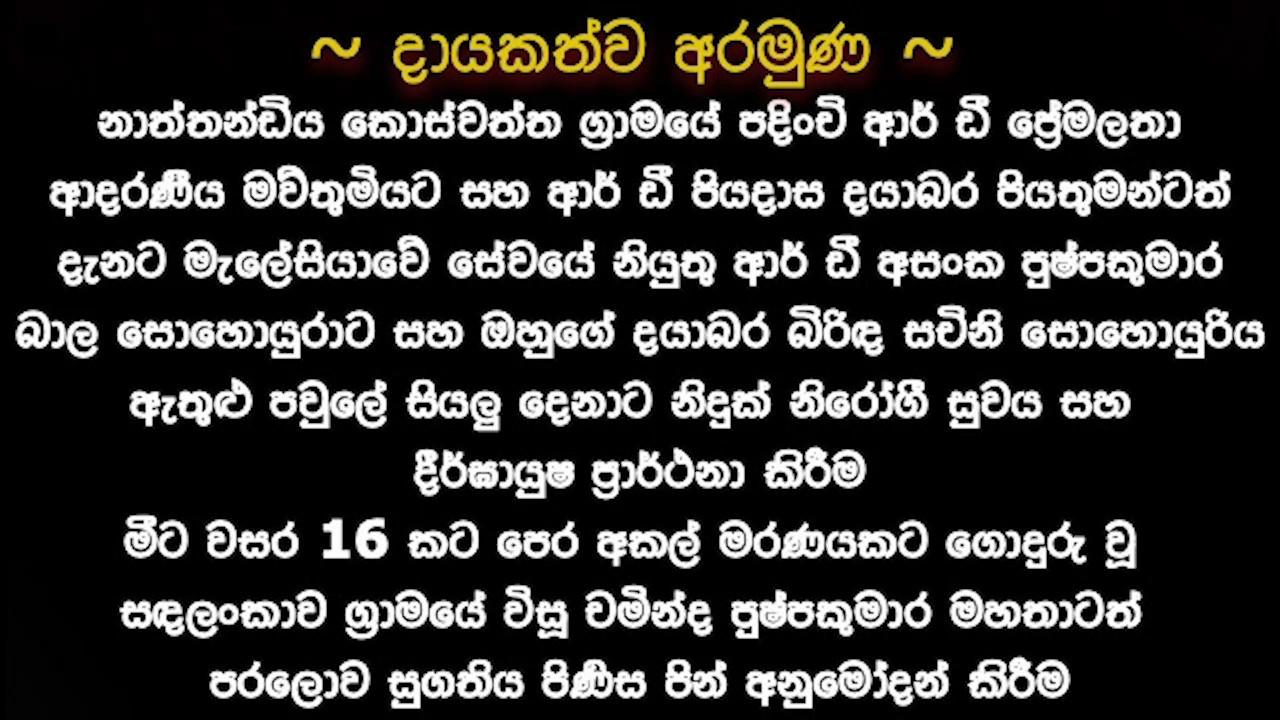 ~ දායකත්ව අරමුණ ~
නාත්තන්ඩිය කොස්වත්ත ග්‍රාමයේ පදිංචි ආර් ඩී ප්‍රේමලතා
ආදරණීය මව්තුමියට සහ ආර් ඩී පියදාස දයාබර පියතුමන්ටත්
දැනට මැලේසියාවේ සේවයේ නියුතු ආර් ඩී අසංක පුෂ්පකුමාර
බාල සොහොයුරාට සහ ඔහුගේ දයාබර බිරිඳ සචිනි සොහොයුරිය
ඇතුළු පවුලේ සියලු දෙනාට නිදුක් නිරෝගී සුවය සහ
දීර්ඝායුෂ ප්‍රාර්ථනා කිරීම
මීට වසර 16 කට පෙර අකල් මරණයකට ගොදුරු වූ
සඳලංකාව ග්‍රාමයේ විසූ චමින්ද පුෂ්පකුමාර මහතාටත්
පරලොව සුගතිය පිණිස පින් අනුමෝදන් කිරීම